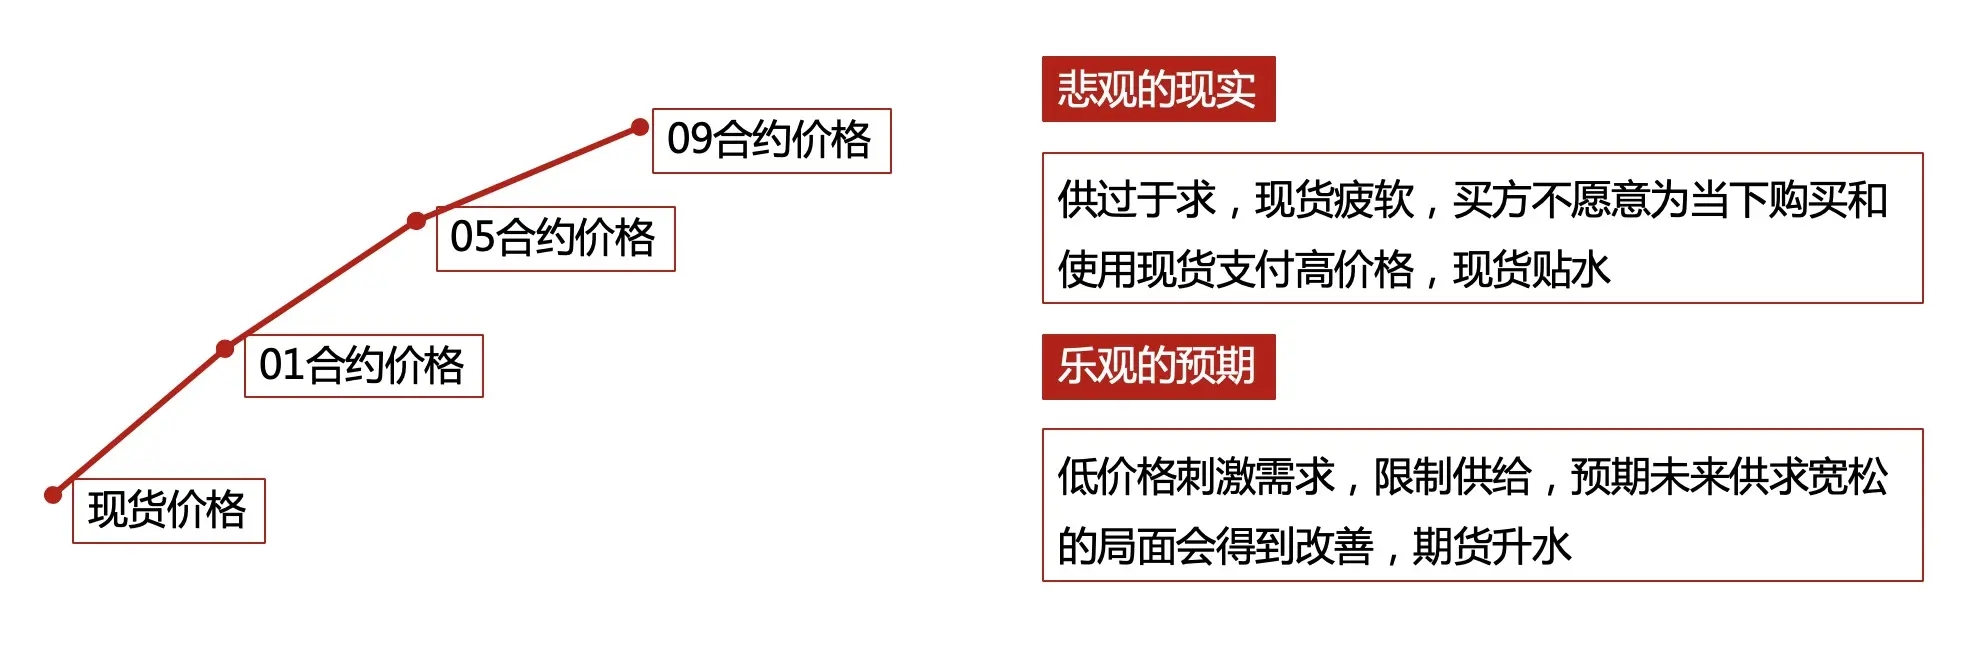 09合约价格
05合约价格
01合约价格
现货价格
悲观的现实
供过于求，现货疲软，买方不愿意为当下购买和
使用现货支付高价格，现货贴水
乐观的预期
低价格刺激需求，限制供给，预期未来供求宽松
的局面会得到改善，期货升水